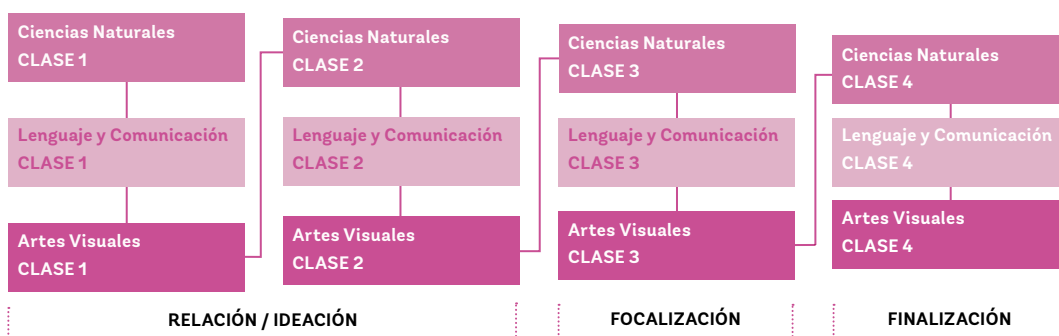 Ciencias Naturales
CLASE 1
Lenguaje y Comunicación
CLASE 1
Artes Visuales
CLASE 1
Ciencias Naturales
CLASE 2
Lenguaje y Comunicación
CLASE 2
Artes Visuales
CLASE 2
Ciencias Naturales
CLASE 3
Lenguaje y Comunicación
CLASE 3
Artes Visuales
CLASE 3
Ciencias Naturales
CLASE 4
Lenguaje y Comunicación
CLASE 4
Artes Visuales
CLASE 4
RELACIÓN / IDEACIÓN
FOCALIZACIÓN
FINALIZACIÓN